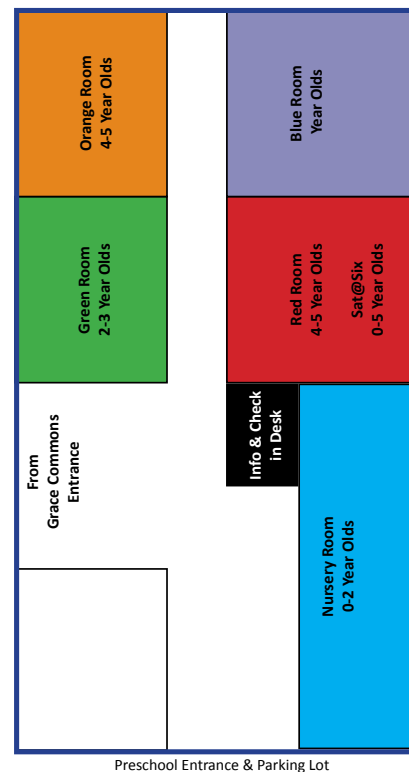 Orange Room
4-5 Year Olds
Blue Room
Year Olds
Green Room
2-3 Year Olds
Red Room
4-5 Year Olds
Sat@Six
0-5 Year Olds
From
Grace Commons
Entrance
Info & Check
in Desk
Nursery Room
0-2 Year Olds
Preschool Entrance & Parking Lot